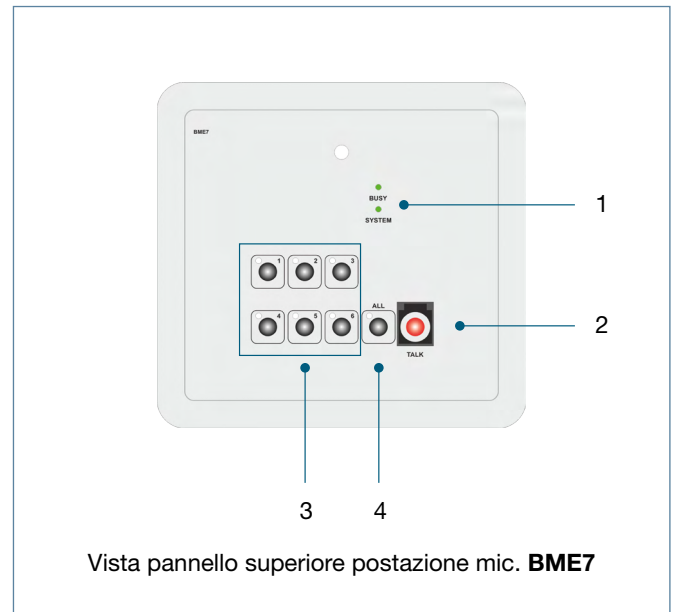 BME7
BUSY
SYSTEM
1
1 2 3
2
4 5 6 ALL
TALK
3 4
Vista pannello superiore postazione mic. BME7